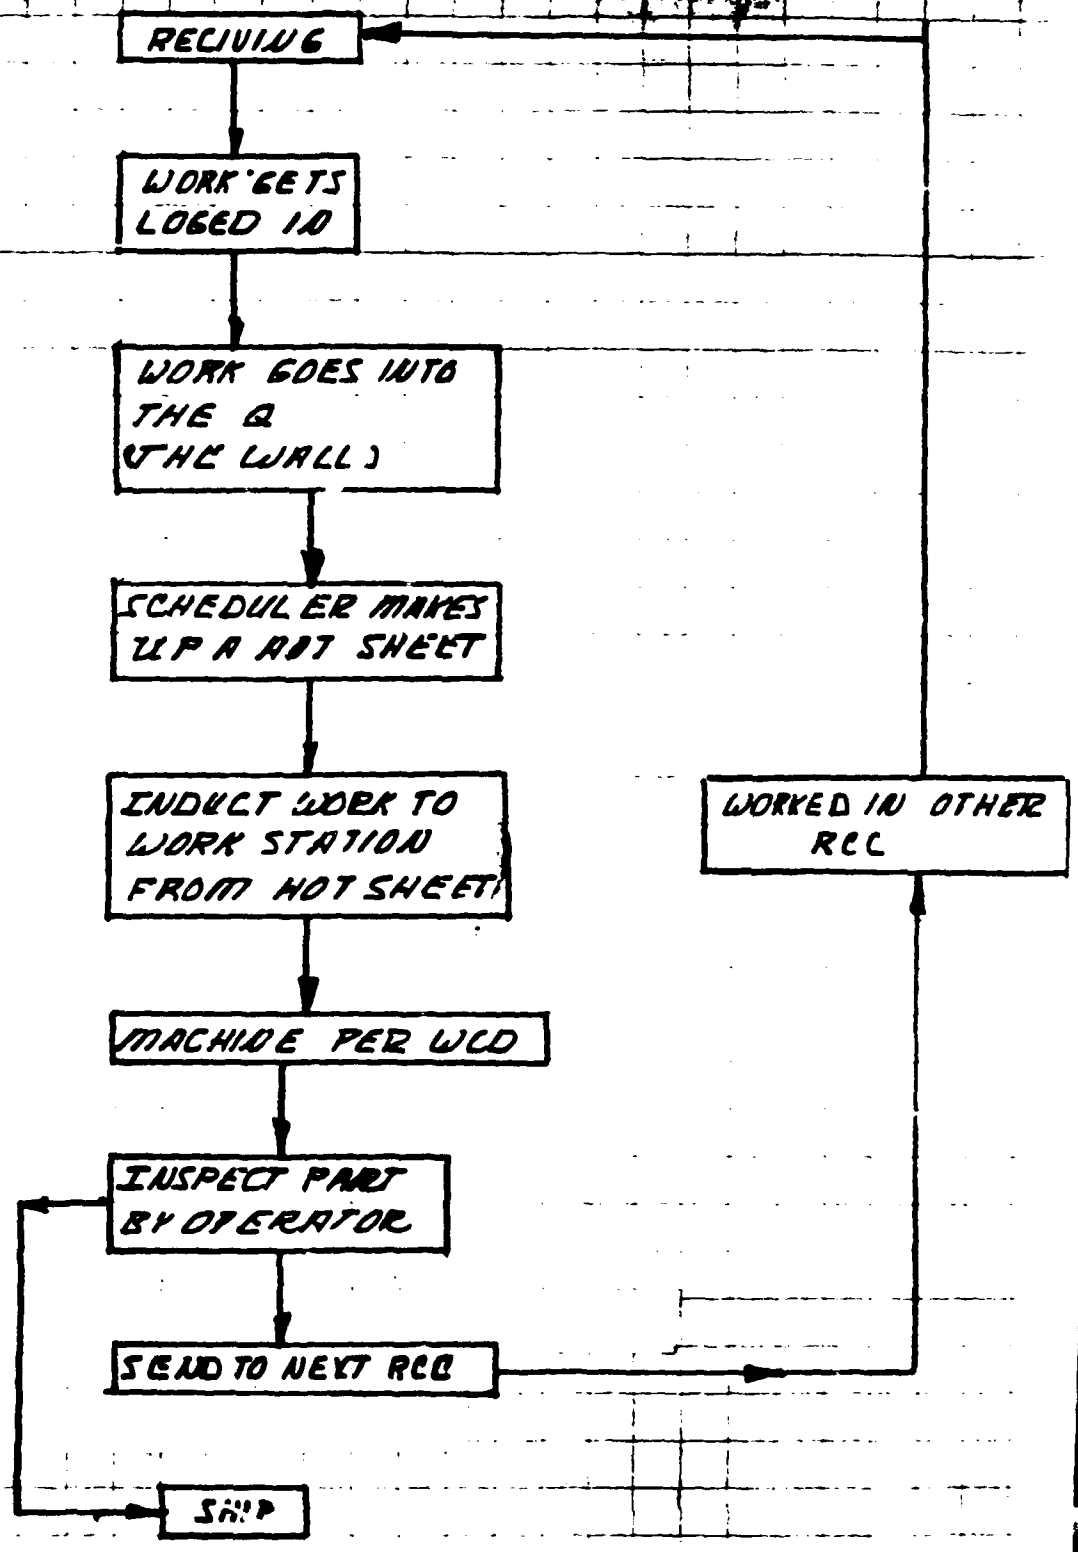 RECIVING
WORK GETS
LOGED IN
WORK GOES INTO
THE Q
(THE WALL)
SCHEDULER MAKES
UP A HOT SHEET
INDUCT WORK TO
WORK STATION
FROM HOT SHEET
MACHINE PER WCD
INSPECT PART
BY OPERATOR
SEND TO NEXT RCC
SHIP
WORKED IN OTHER
RCC